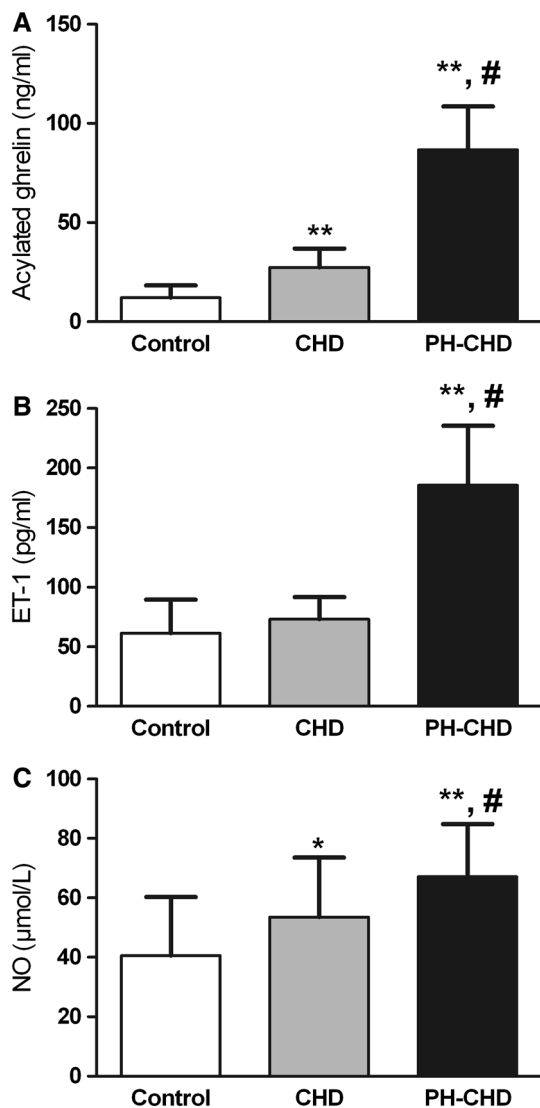 A
Acylated ghrelin (ng/ml)
150
100
50
0
**
**, #
Control CHD PH-CHD
B
ET-1 (pg/ml)
250
200
150
100
50
0
**, #
Control CHD PH-CHD
C
NO (µmol/L)
100
80
60
40
20
0
*
**, #
Control CHD PH-CHD